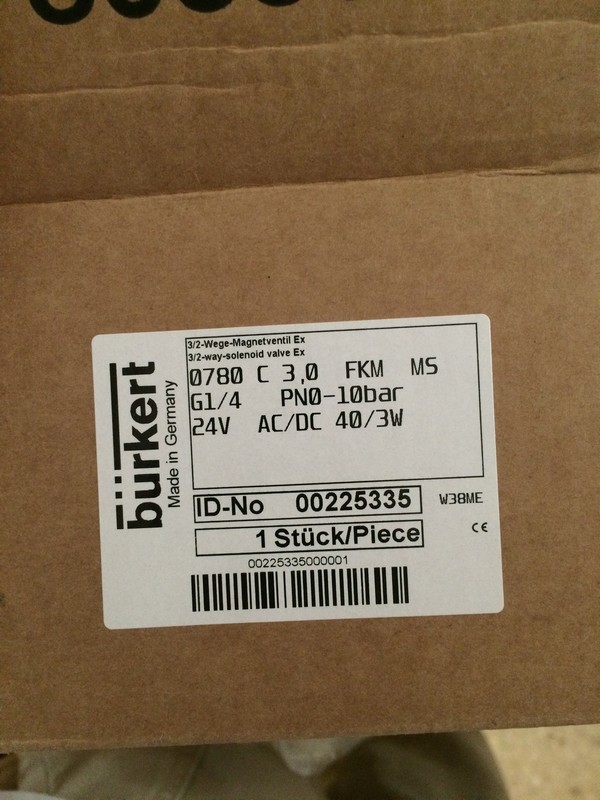 3/2-Wege-Magnetventil Ex
3/2-way-solenoid valve Ex
0780 C 3,0 FKM MS
G1/4 PN0-10bar
24V AC/DC 40/3W
bürkert
Made in Germany
ID-No 00225335
W38ME
1 Stück/Piece
CE
00225335000001